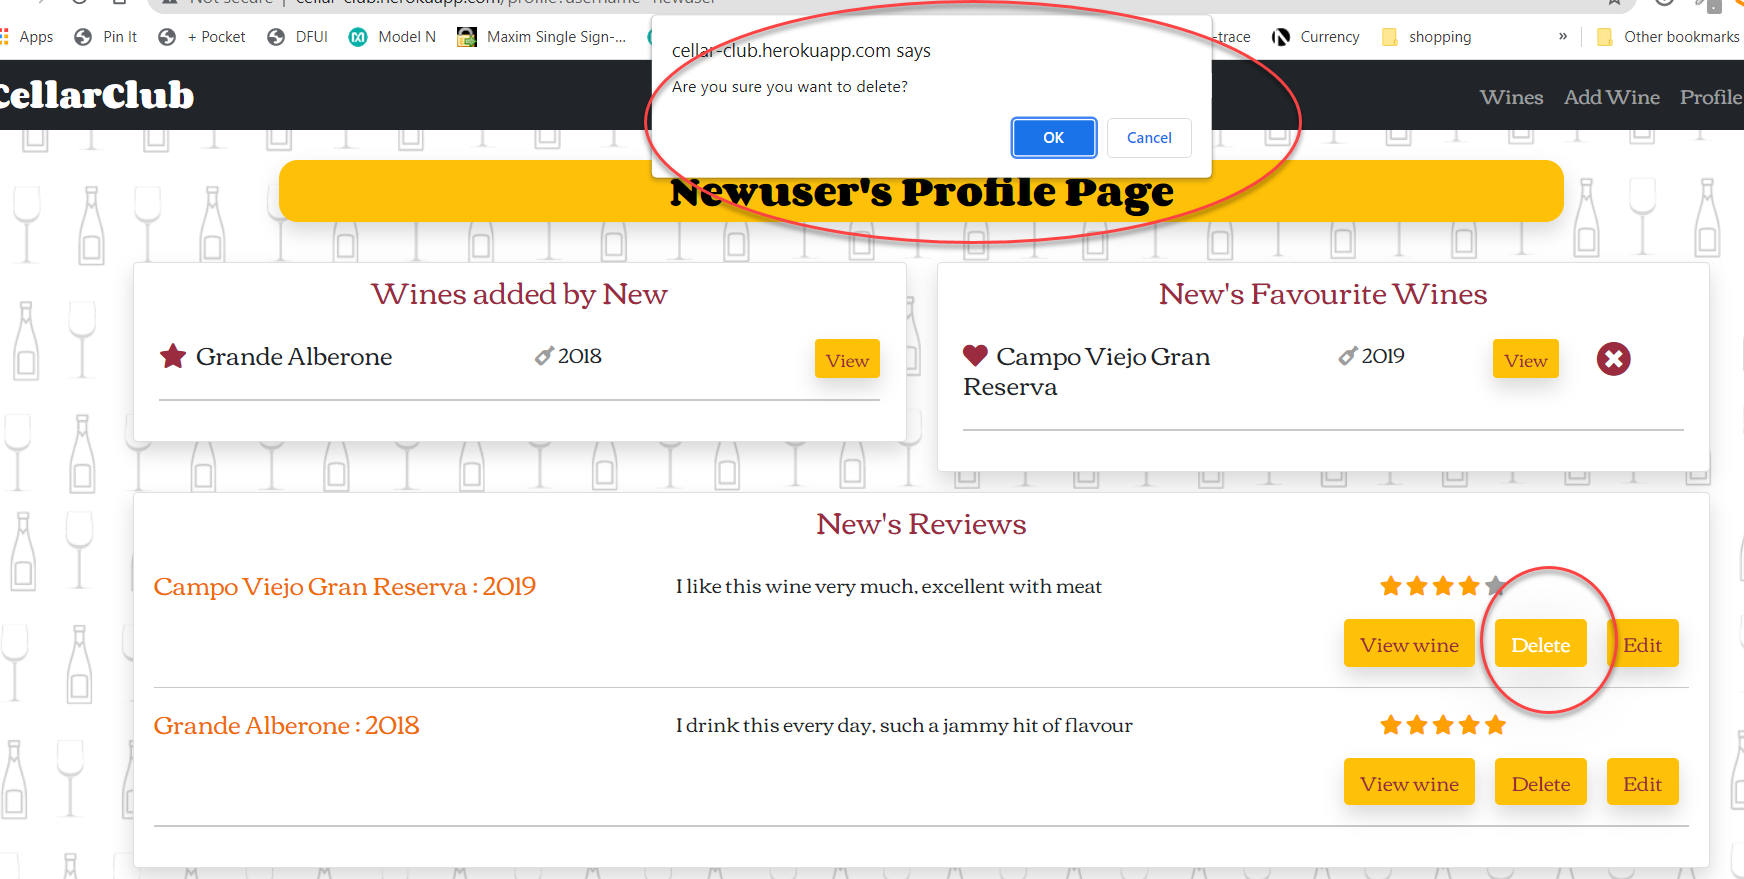 Apps Pin It + Pocket DFUI Model N Maxim Single Sign-... -trace Currency shopping » Other bookmarks
cellar-club.herokuapp.com says
Are you sure you want to delete?
OK Cancel
CellarClub Wines Add Wine Profile
Newuser's Profile Page
Wines added by New
Grande Alberone 2018 View
New's Favourite Wines
Campo Viejo Gran 2019 View
Reserva
New's Reviews
Campo Viejo Gran Reserva : 2019 I like this wine very much, excellent with meat
View wine Delete Edit
Grande Alberone : 2018 I drink this every day, such a jammy hit of flavour
View wine Delete Edit